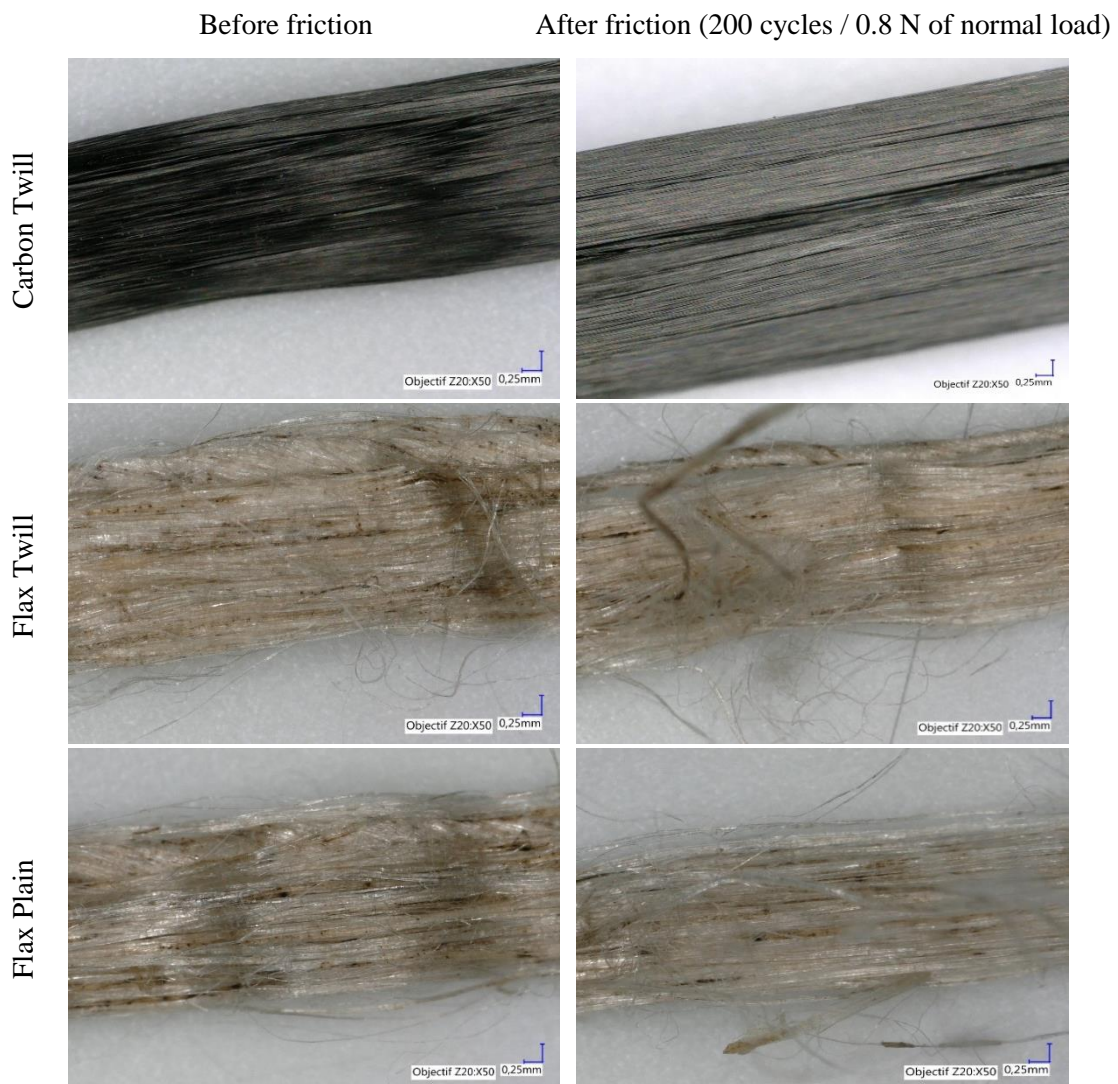 Before friction
After friction (200 cycles / 0.8 N of normal load)
Carbon Twill
Objectif Z20:X50 0,25mm
Objectif Z20:X50 0,25mm
Flax Twill
Objectif Z20:X50 0,25mm
Objectif Z20:X50 0,25mm
Flax Plain
Objectif Z20:X50 0,25mm
Objectif Z20:X50 0,25mm